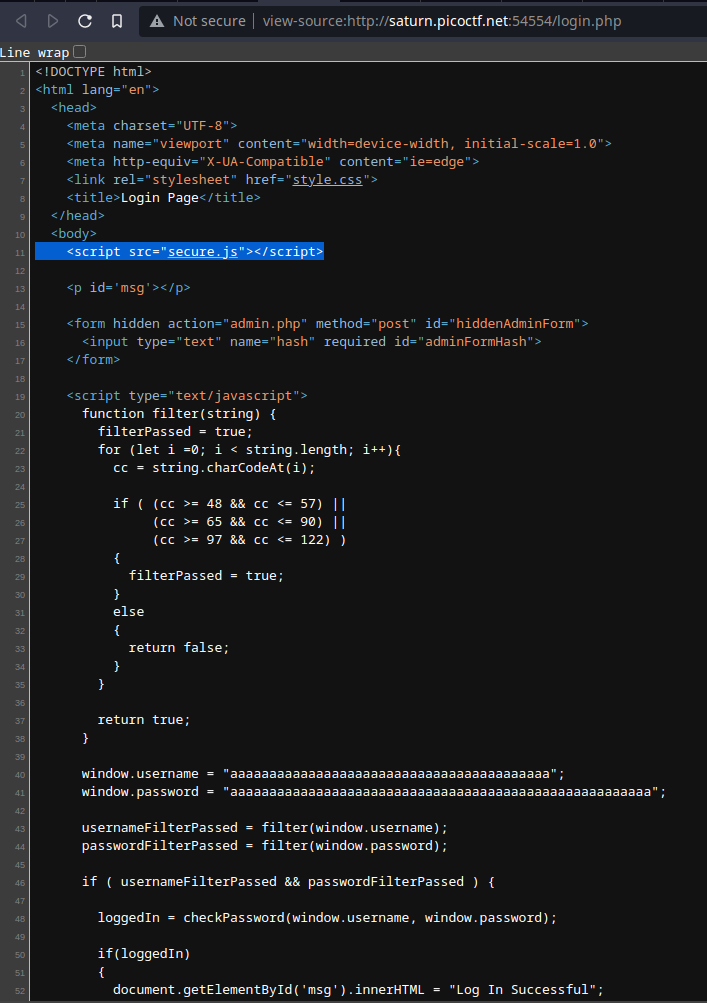 Not secure | view-source:http://saturn.picoctf.net:54554/login.php
Line wrap
1 <!DOCTYPE html>
2 <html lang="en">
3 <head>
4 <meta charset="UTF-8">
5 <meta name="viewport" content="width=device-width, initial-scale=1.0">
6 <meta http-equiv="X-UA-Compatible" content="ie=edge">
7 <link rel="stylesheet" href="style.css">
8 <title>Login Page</title>
9 </head>
10 <body>
11 <script src="secure.js"></script>
12
13 <p id='msg'></p>
14
15 <form hidden action="admin.php" method="post" id="hiddenAdminForm">
16 <input type="text" name="hash" required id="adminFormHash">
17 </form>
18
19 <script type="text/javascript">
20 function filter(string) {
21 filterPassed = true;
22 for (let i =0; i < string.length; i++){
23 cc = string.charCodeAt(i);
24
25 if ( (cc >= 48 && cc <= 57) ||
26 (cc >= 65 && cc <= 90) ||
27 (cc >= 97 && cc <= 122) )
28 {
29 filterPassed = true;
30 }
31 else
32 {
33 return false;
34 }
35 }
36
37 return true;
38 }
39
40 window.username = "aaaaaaaaaaaaaaaaaaaaaaaaaaaaaaaaaaaaaaaaa";
41 window.password = "aaaaaaaaaaaaaaaaaaaaaaaaaaaaaaaaaaaaaaaaaaaaaaaaaaaaaa";
42
43 usernameFilterPassed = filter(window.username);
44 passwordFilterPassed = filter(window.password);
45
46 if ( usernameFilterPassed && passwordFilterPassed ) {
47
48 loggedIn = checkPassword(window.username, window.password);
49
50 if(loggedIn)
51 {
52 document.getElementById('msg').innerHTML = "Log In Successful";